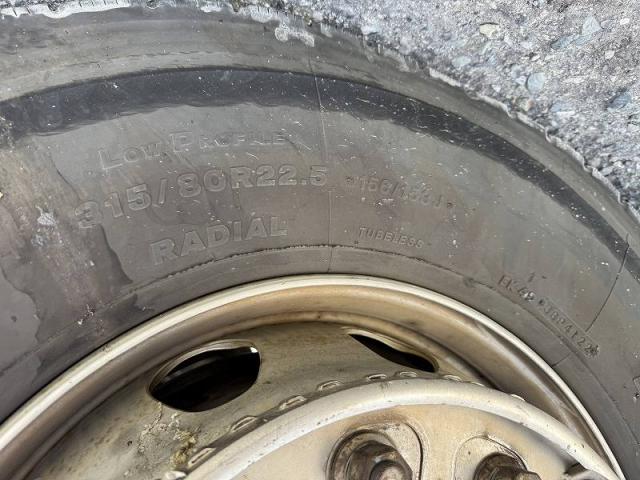 LOW PROFILE
315/80R22.5
RADIAL
TUBELESS